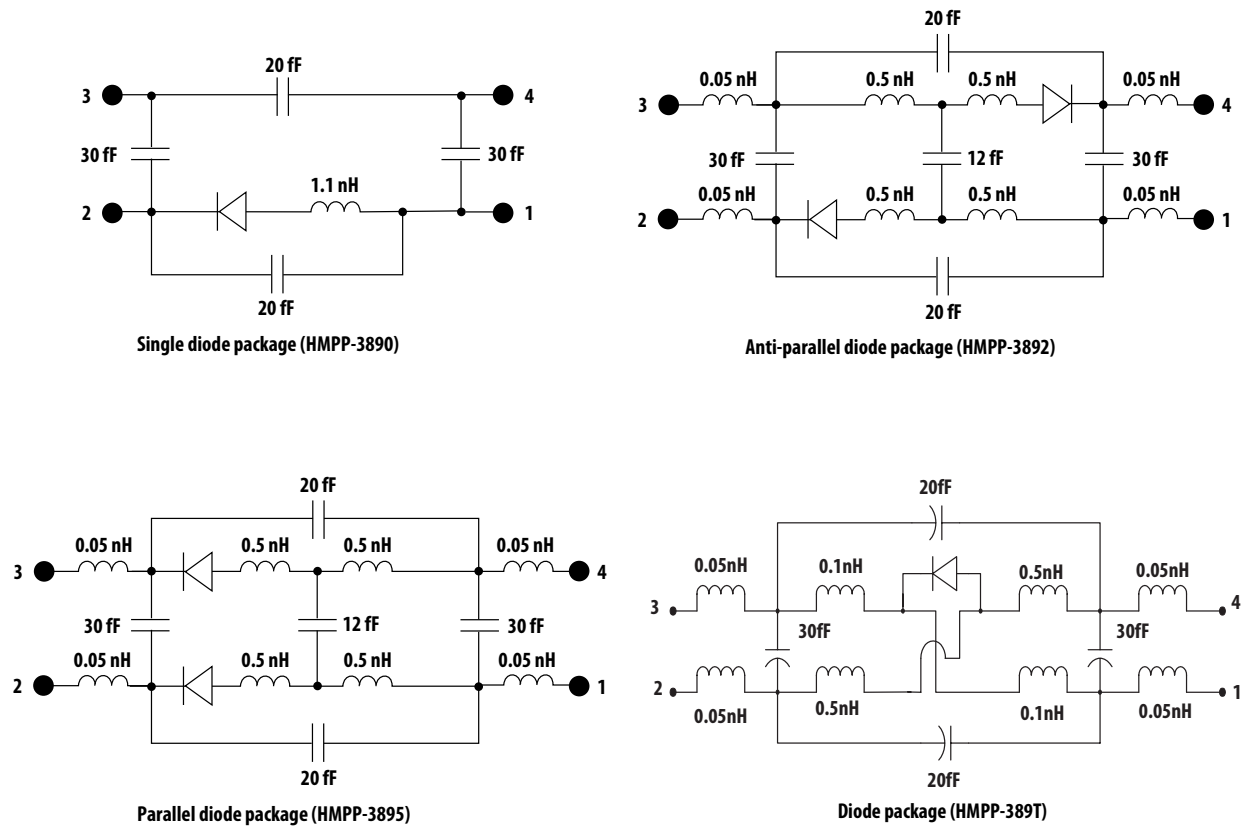 20 fF
3
4
30 fF
30 fF
1.1 nH
2
1
20 fF
Single diode package (HMPP-3890)
20 fF
0.05 nH
0.5 nH
0.5 nH
0.05 nH
3
4
30 fF
12 fF
30 fF
0.05 nH
0.5 nH
0.5 nH
0.05 nH
2
1
20 fF
Anti-parallel diode package (HMPP-3892)
20 fF
0.05 nH
0.5 nH
0.5 nH
0.05 nH
3
4
30 fF
12 fF
30 fF
0.05 nH
0.5 nH
0.5 nH
0.05 nH
2
1
20 fF
Parallel diode package (HMPP-3895)
20fF
0.05nH
0.1nH
0.5nH
0.05nH
3
4
30fF
30fF
2
1
0.05nH
0.5nH
0.1nH
0.05nH
20fF
Diode package (HMPP-389T)